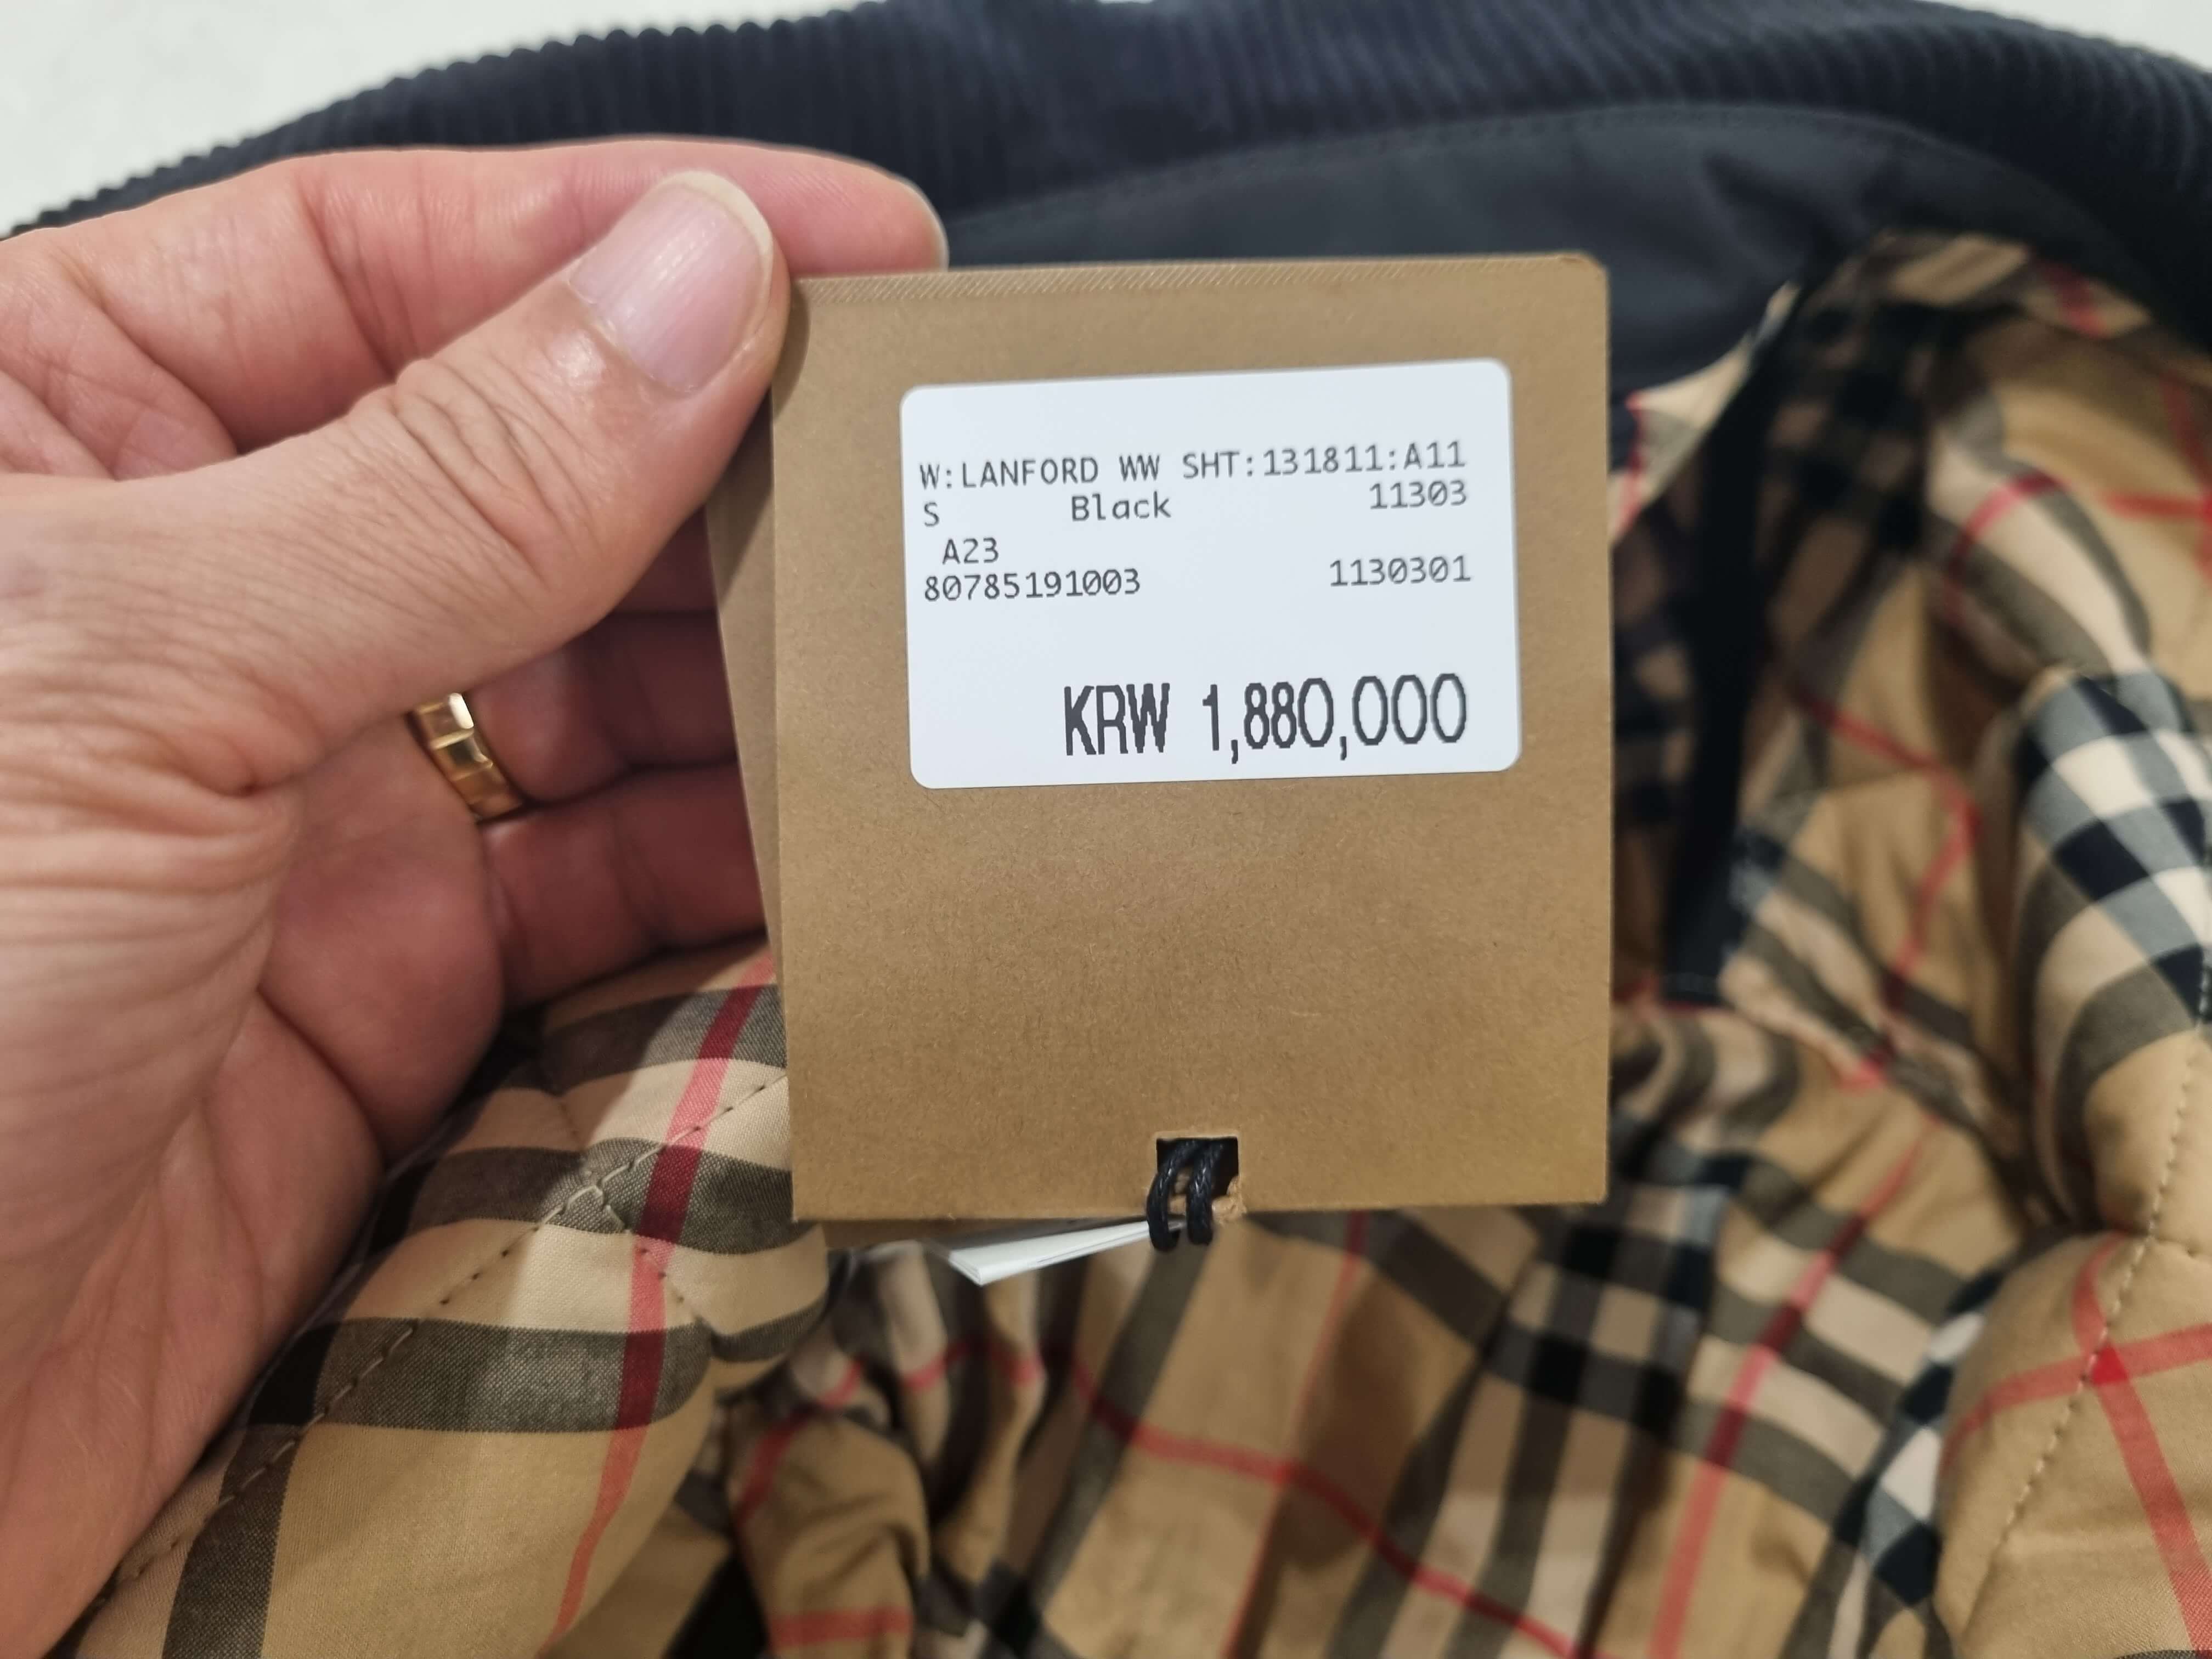 W:LANFORD WW SHT:131811:A11
S Black 11303
A23
80785191003 1130301
KRW 1,880,000